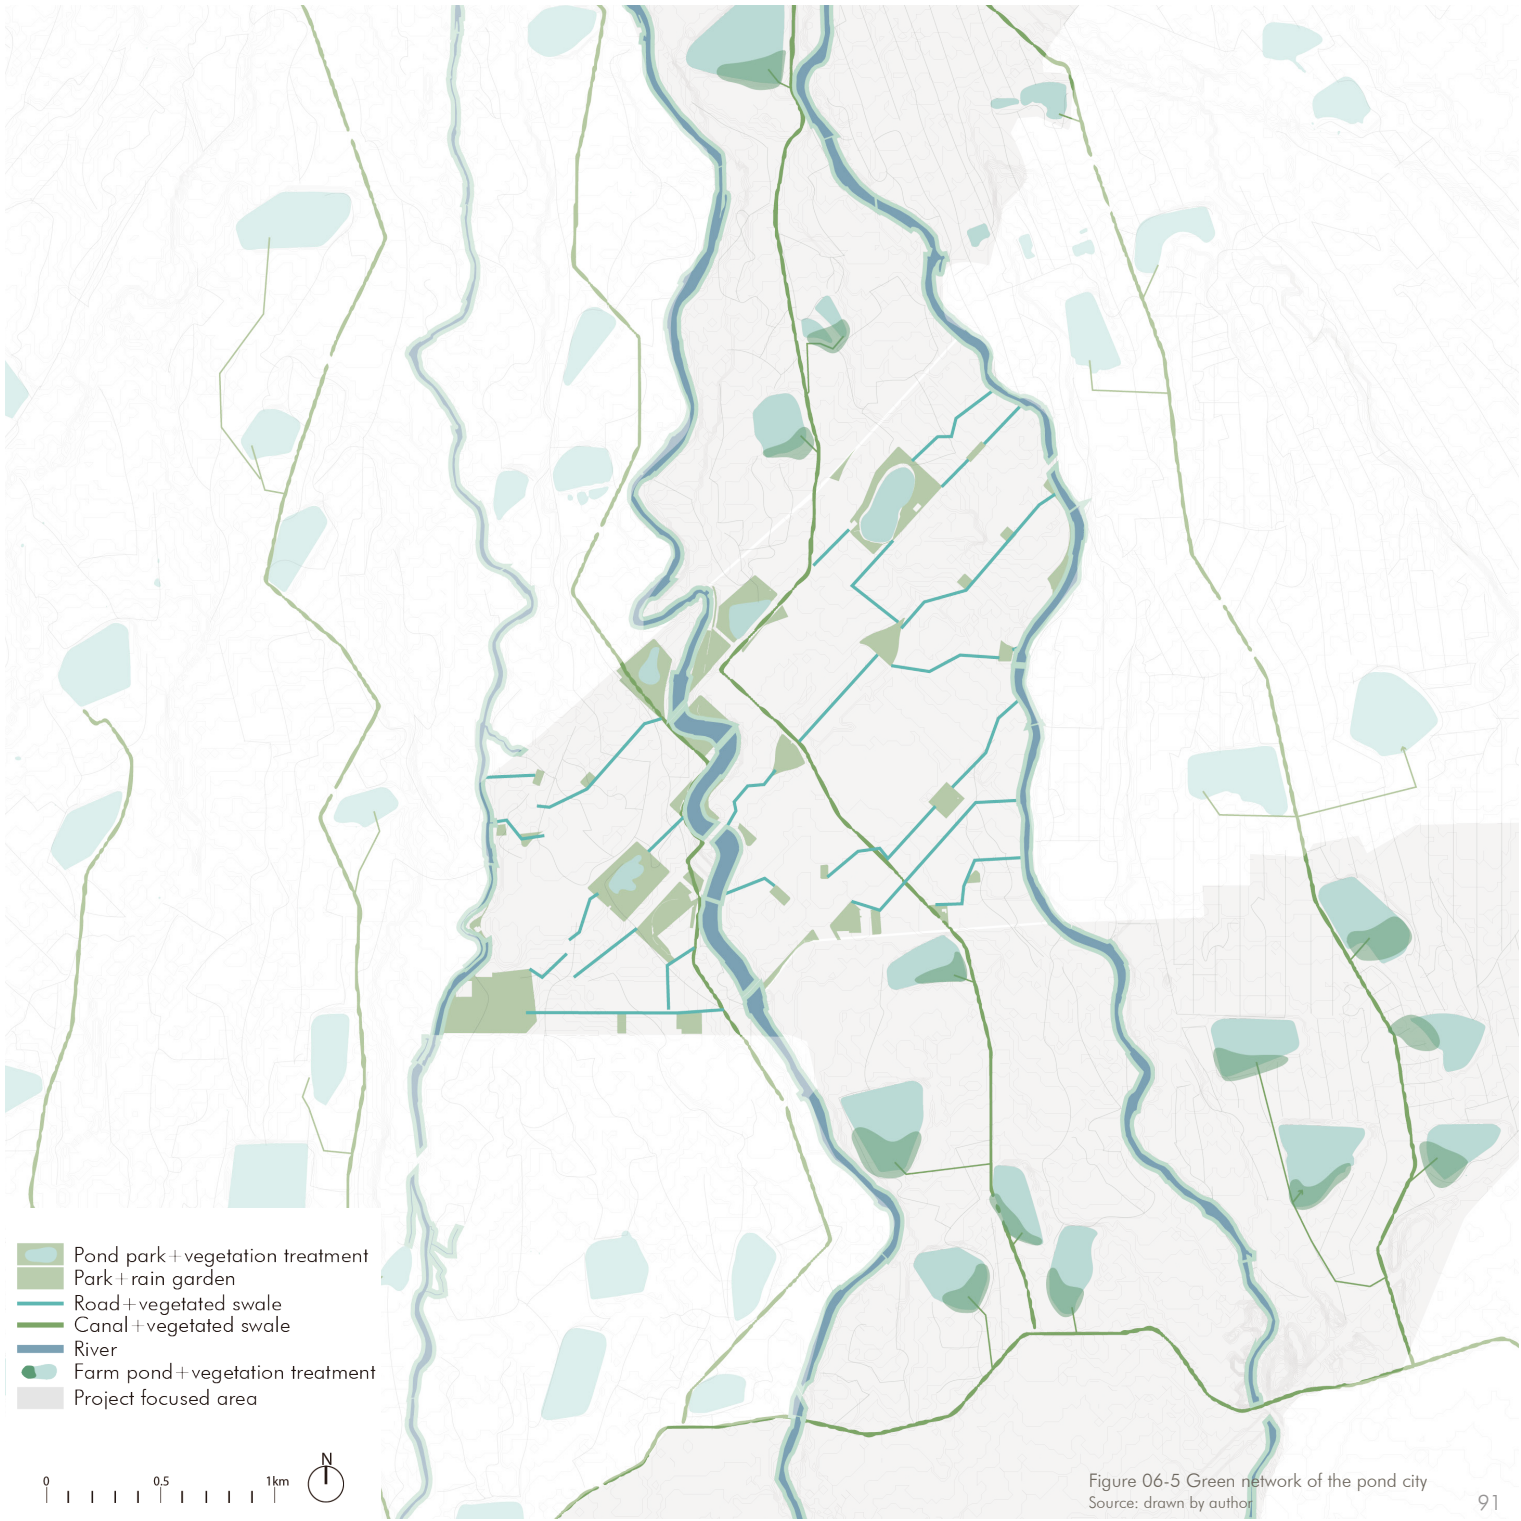 Pond park+vegetation treatment
Park+rain garden
Road+vegetated swale
Canal+vegetated swale
River
Farm pond+vegetation treatment
Project focused area
N
0 0.5 1km
Figure 06-5 Green network of the pond city
Source: drawn by author
91